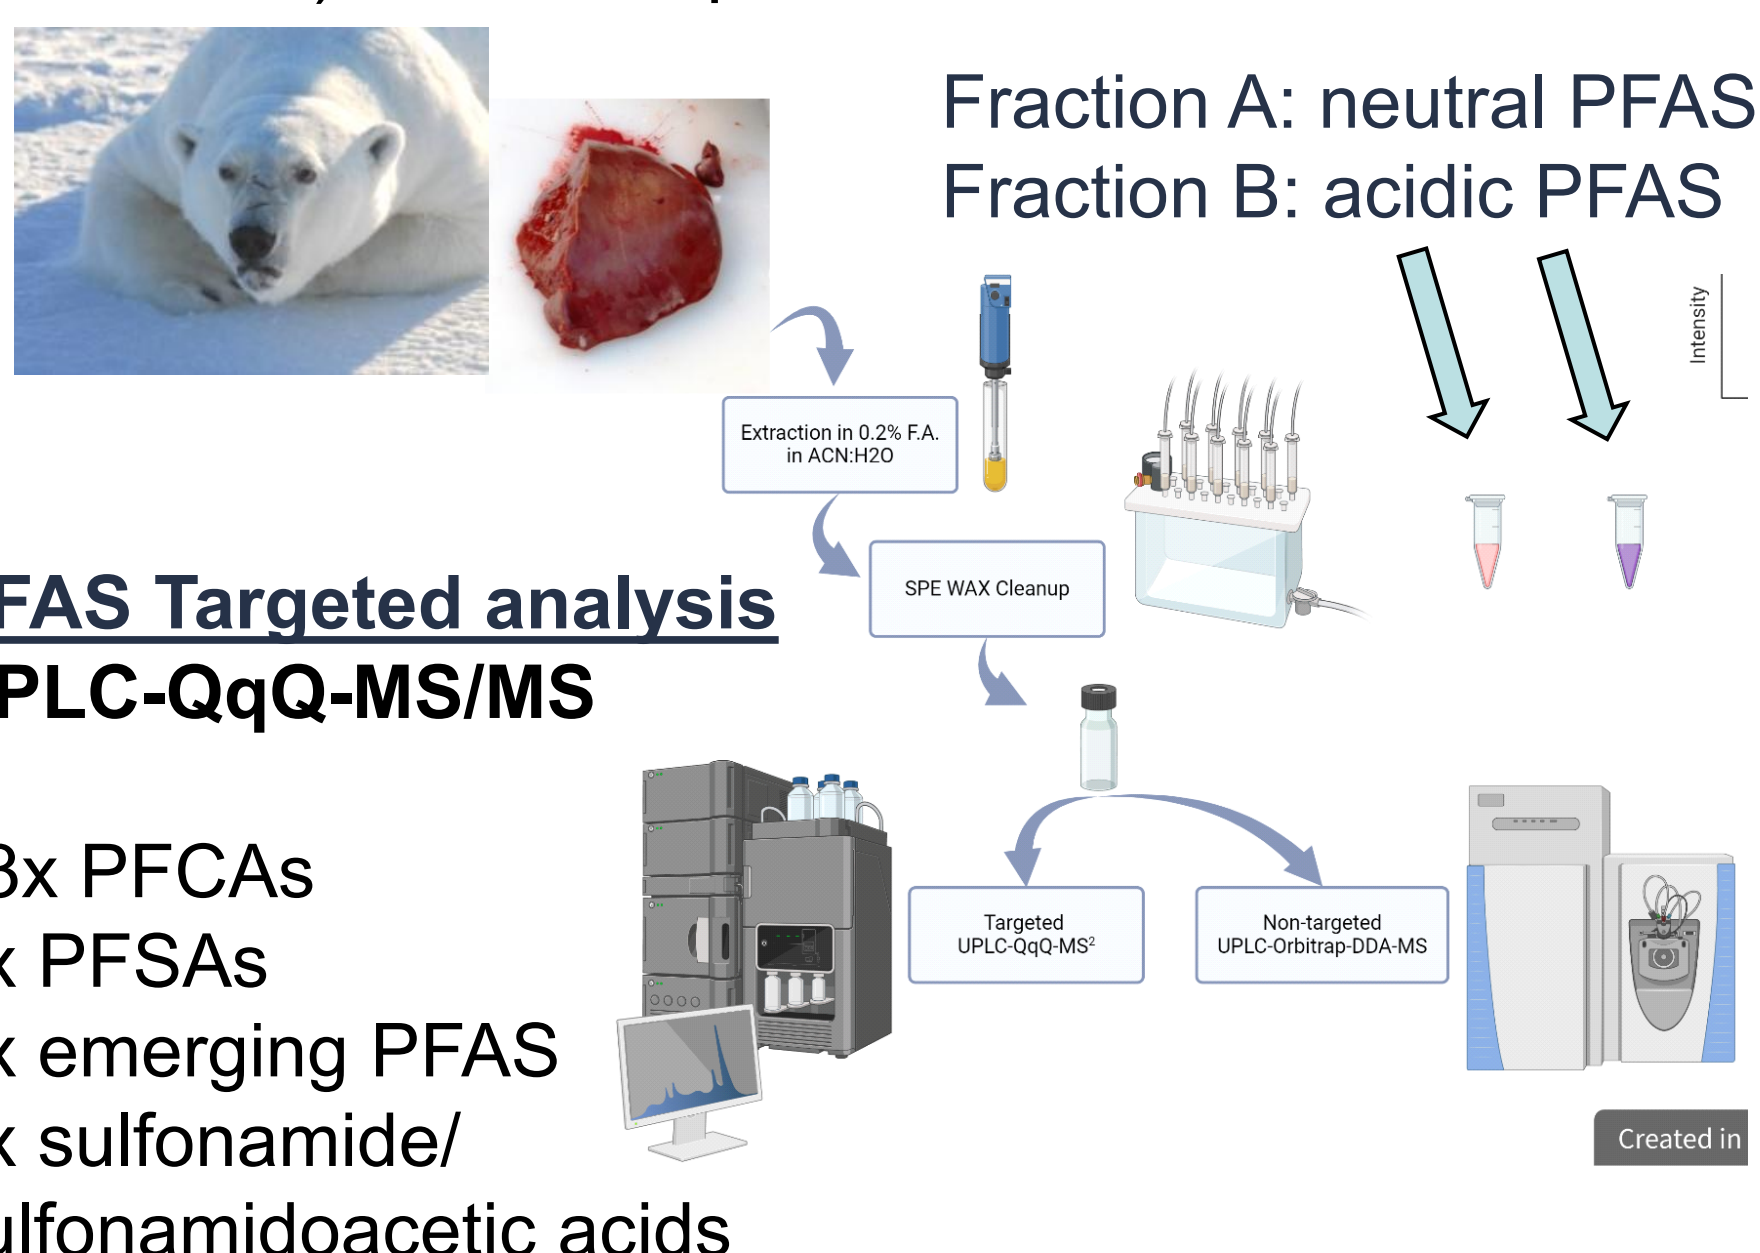 Fraction A: neutral PFAS
Fraction B: acidic PFAS
Intensity
Extraction in 0.2% F.A.
in ACN:H2O
SPE WAX Cleanup
FAS Targeted analysis
PLC-QqQ-MS/MS
3x PFCAs
x PFSAs
x emerging PFAS
x sulfonamide/
ulfonamidoacetic acids
Targeted
UPLC-QqQ-MS²
Non-targeted
UPLC-Orbitrap-DDA-MS
Created in